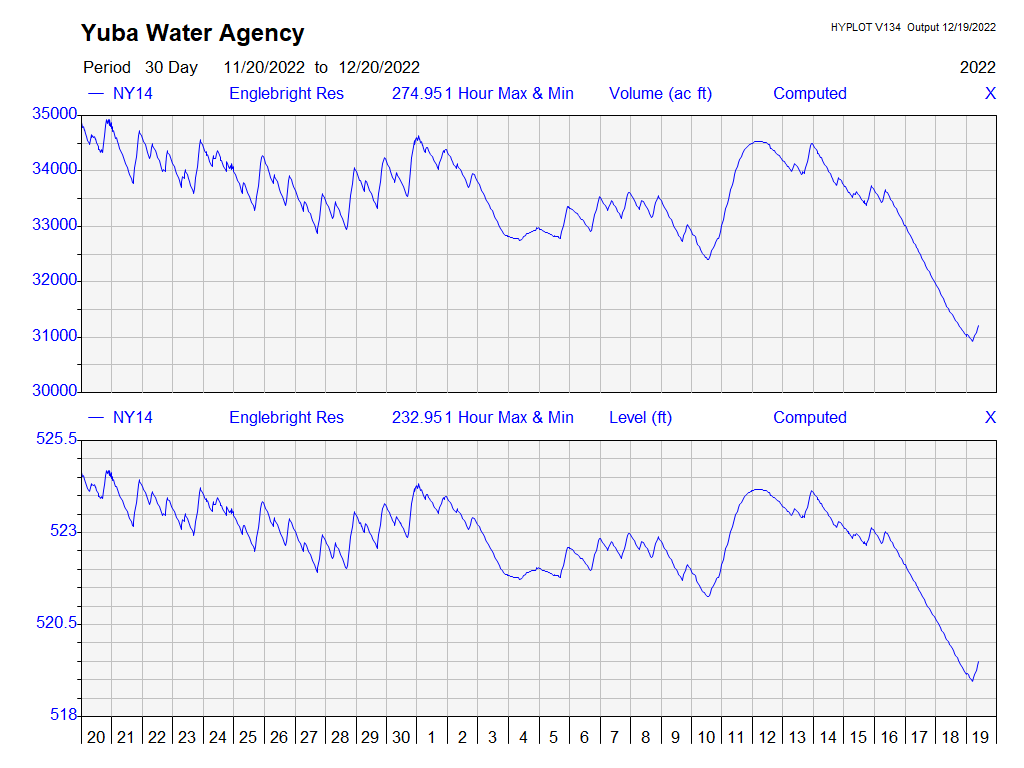 Yuba Water Agency
HYPLOT V134 Output 12/19/2022
Period 30 Day 11/20/2022 to 12/20/2022 2022
NY14 Englebright Res 274.951 Hour Max & Min Volume (ac ft) Computed X
35000
34000
33000
32000
31000
30000
NY14 Englebright Res 232.951 Hour Max & Min Level (ft) Computed X
525.5
523
520.5
518
20 21 22 23 24 25 26 27 28 29 30 1 2 3 4 5 6 7 8 9 10 11 12 13 14 15 16 17 18 19